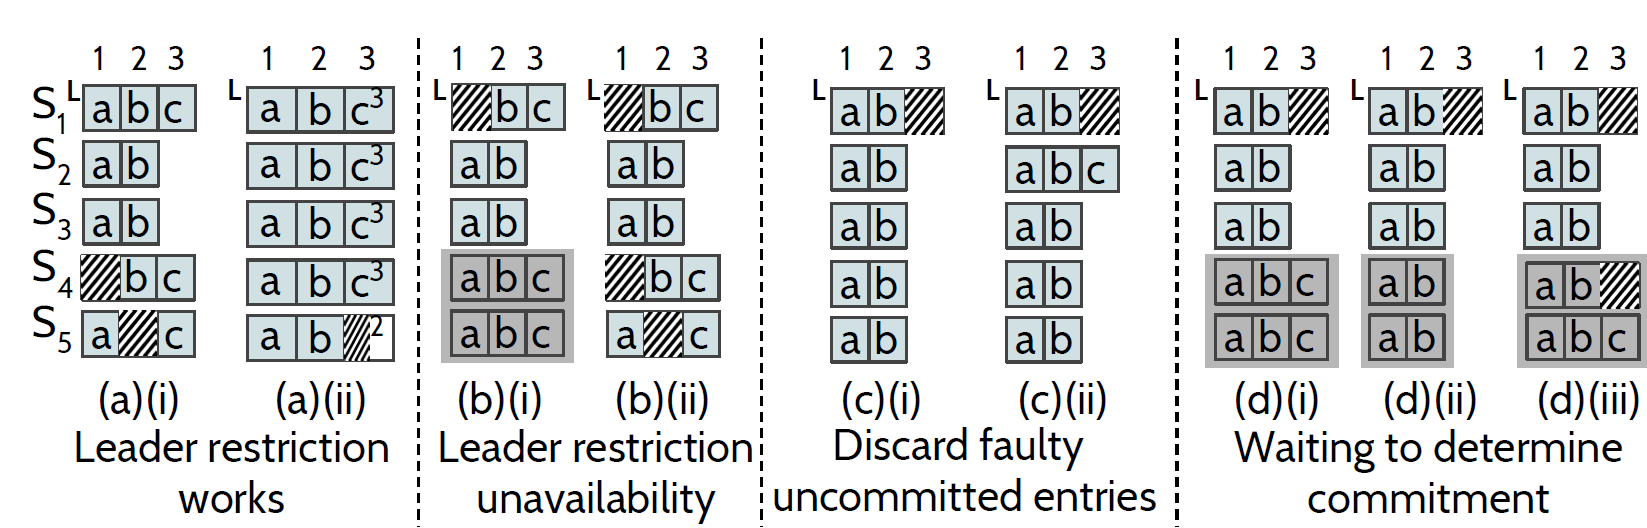 1 2 3 1 2 3 1 2 3 1 2 3 1 2 3 1 2 3 1 2 3 1 2 3 1 2 3
S1 L a b c L a b c3 L b c L b c L a b L a b L a b L a b L a b
S2 a b a b c3 a b a b a b a b c a b a b a b
S3 a b a b c3 a b a b a b a b a b a b a b
S4 b c a b c3 a b c b c a b a b a b c a b a b
S5 a c a b 2 a b c a c a b a b a b c a b a b c
(a)(i) (a)(ii) (b)(i) (b)(ii) (c)(i) (c)(ii) (d)(i) (d)(ii) (d)(iii)
Leader restriction Leader restriction Discard faulty Waiting to determine
works unavailability uncommitted entries commitment